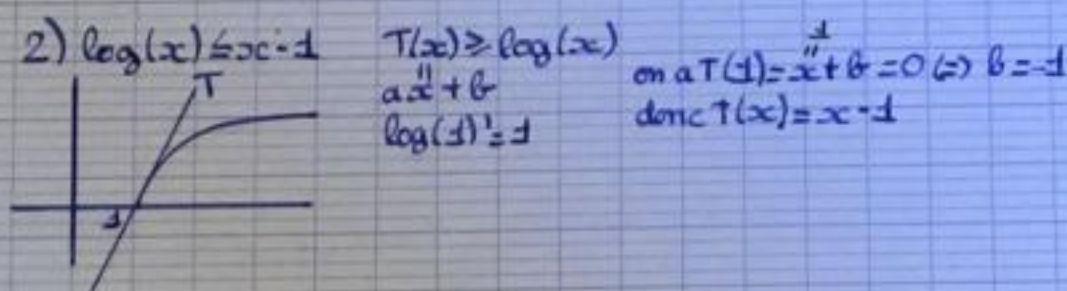 2) log(x) ≤ x-1
T
1
T(x) ≥ log(x)
"
ax+b
log(1)'=1
1
"
on a T(1)=x+b=0 (=) b=-1
donc T(x)=x-1